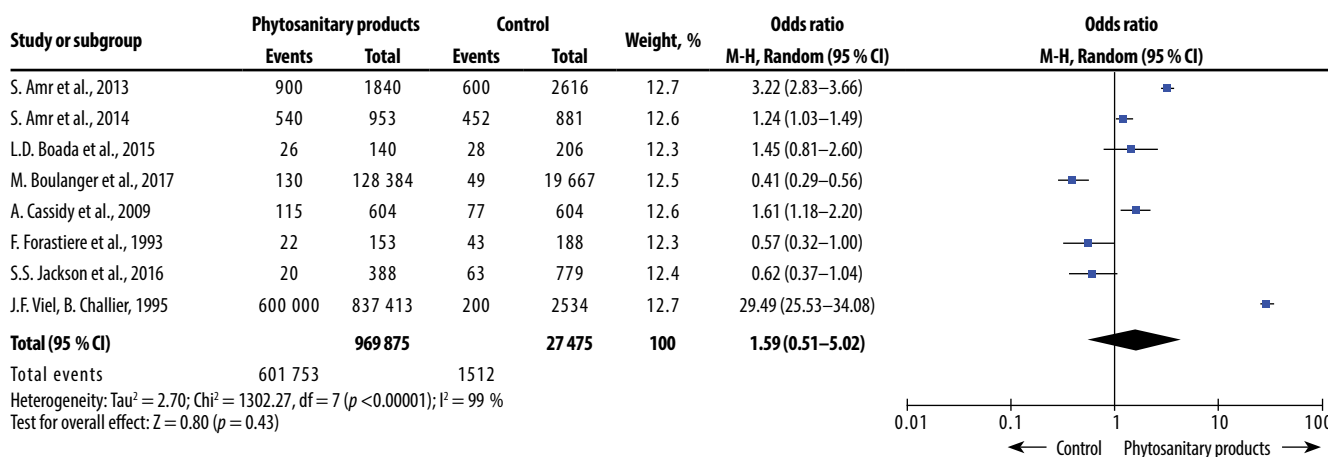 Study or subgroup Phytosanitary products Control Weight, % Odds ratio Odds ratio
Events Total Events Total M-H, Random (95 % CI) M-H, Random (95 % CI)
S. Amr et al., 2013 900 1840 600 2616 12.7 3.22 (2.83–3.66)
S. Amr et al., 2014 540 953 452 881 12.6 1.24 (1.03–1.49)
L.D. Boada et al., 2015 26 140 28 206 12.3 1.45 (0.81–2.60)
M. Boulanger et al., 2017 130 128 384 49 19 667 12.5 0.41 (0.29–0.56)
A. Cassidy et al., 2009 115 604 77 604 12.6 1.61 (1.18–2.20)
F. Forastiere et al., 1993 22 153 43 188 12.3 0.57 (0.32–1.00)
S.S. Jackson et al., 2016 20 388 63 779 12.4 0.62 (0.37–1.04)
J.F. Viel, B. Challier, 1995 600 000 837 413 200 2534 12.7 29.49 (25.53–34.08)
Total (95 % CI) 969 875 27 475 100 1.59 (0.51–5.02)
Total events 601 753 1512
Heterogeneity: Tau² = 2.70; Chi² = 1302.27, df = 7 (p <0.00001); I² = 99 %
Test for overall effect: Z = 0.80 (p = 0.43)
0.01 0.1 1 10 100
Control Phytosanitary products